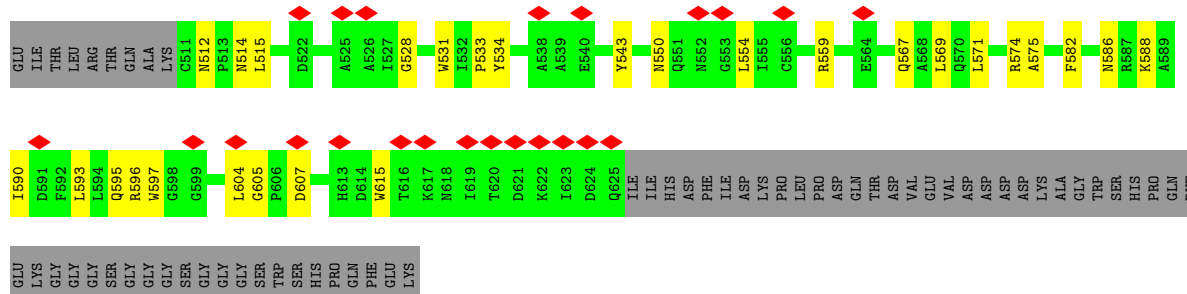 GLU ILE THR LEU ARG THR THR GLN ALA LYS C511 N512 P513 N514 L515 D522 A525 A526 I527 G528 W531 I532 P533 Y534 A538 A539 E540 Y543 N550 Q551 N552 G553 L554 I555 C556 R559 E564 Q567 A568 L569 Q570 L571 R574 A575 F582 N586 R587 K588 A589
I590 D591 F592 L593 L594 Q595 R596 W597 G598 G599 L604 G605 P606 D607 H613 D614 W615 T616 K617 N618 I619 T620 D621 K622 I623 D624 Q625 ILE ILE HIS ASP PHE ILE ASP LYS PRO LEU PRO ASP GLN THR ASP VAL GLU VAL ASP ASP ASP ASP LYS ALA GLY TRP SER HIS PRO GLN
GLU LYS GLY GLY GLY SER GLY GLY GLY SER GLY GLY GLY SER TRP SER HIS PRO GLN PHE GLU LYS